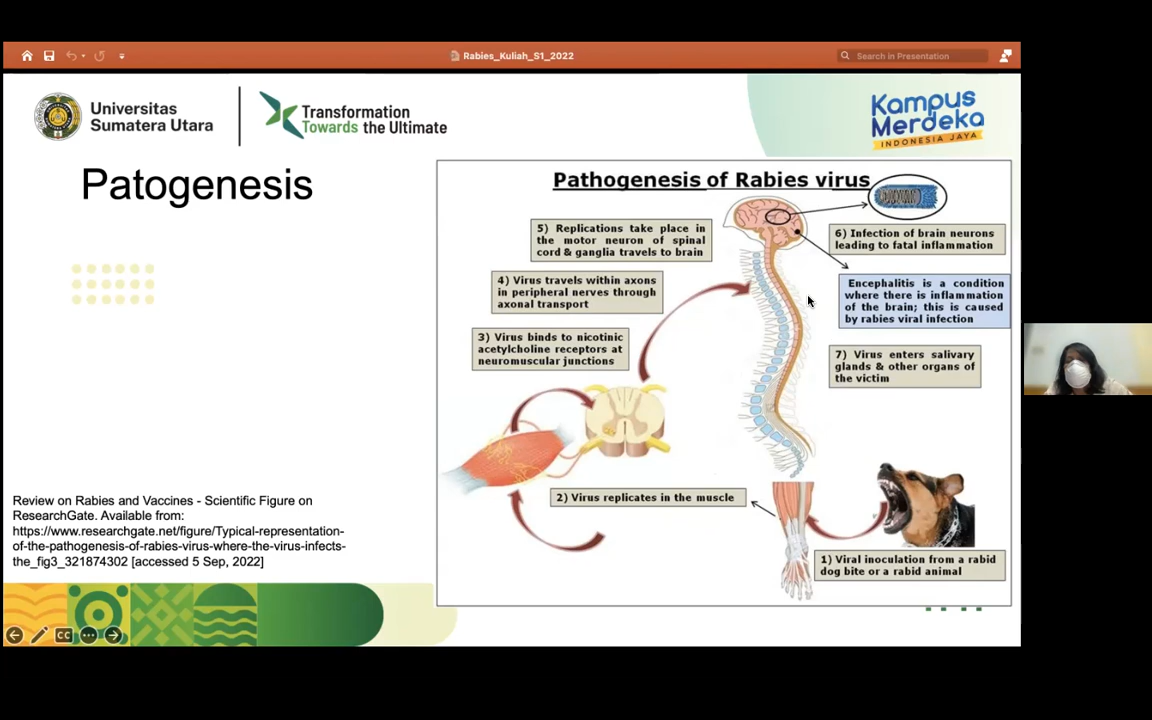 Rabies_Kuliah_S1_2022
Search in Presentation
Universitas
Sumatera Utara
Transformation
Towards the Ultimate
Kampus
Merdeka
INDONESIA JAYA
Patogenesis
Pathogenesis of Rabies virus
5) Replications take place in
the motor neuron of spinal
cord & ganglia travels to brain
6) Infection of brain neurons
leading to fatal inflammation
4) Virus travels within axons
in peripheral nerves through
axonal transport
Encephalitis is a condition
where there is inflammation
of the brain; this is caused
by rabies viral infection
3) Virus binds to nicotinic
acetylcholine receptors at
neuromuscular junctions
7) Virus enters salivary
glands & other organs of
the victim
2) Virus replicates in the muscle
1) Viral inoculation from a rabid
dog bite or a rabid animal
Review on Rabies and Vaccines - Scientific Figure on
ResearchGate. Available from:
https://www.researchgate.net/figure/Typical-representation-
of-the-pathogenesis-of-rabies-virus-where-the-virus-infects-
the_fig3_321874302 [accessed 5 Sep, 2022]
CC